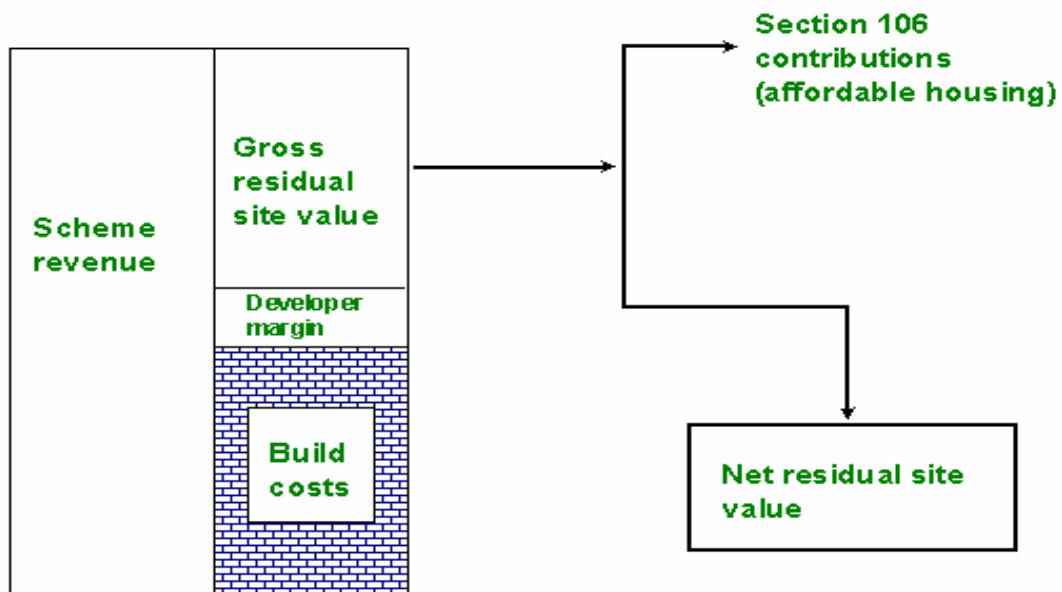 Scheme
revenue
Gross
residual
site value
Developer
margin
Build
costs
Section 106
contributions
(affordable housing)
Net residual site
value